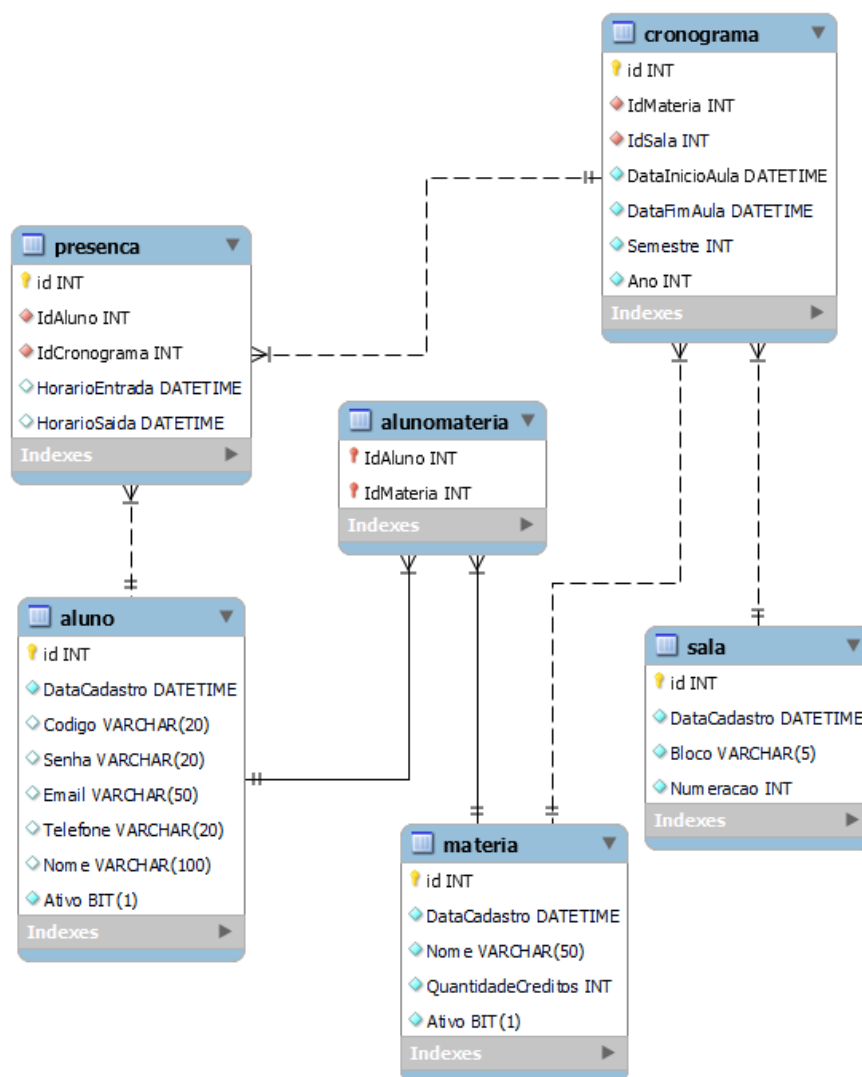 cronograma
id INT
IdMateria INT
IdSala INT
DataInicioAula DATETIME
DataFimAula DATETIME
Semestre INT
Ano INT
Indexes
presenca
id INT
IdAluno INT
IdCronograma INT
HorarioEntrada DATETIME
HorarioSaida DATETIME
Indexes
alunomateria
IdAluno INT
IdMateria INT
Indexes
aluno
id INT
DataCadastro DATETIME
Codigo VARCHAR(20)
Senha VARCHAR(20)
Email VARCHAR(50)
Telefone VARCHAR(20)
Nome VARCHAR(100)
Ativo BIT(1)
Indexes
sala
id INT
DataCadastro DATETIME
Bloco VARCHAR(5)
Numeracao INT
Indexes
materia
id INT
DataCadastro DATETIME
Nome VARCHAR(50)
QuantidadeCreditos INT
Ativo BIT(1)
Indexes